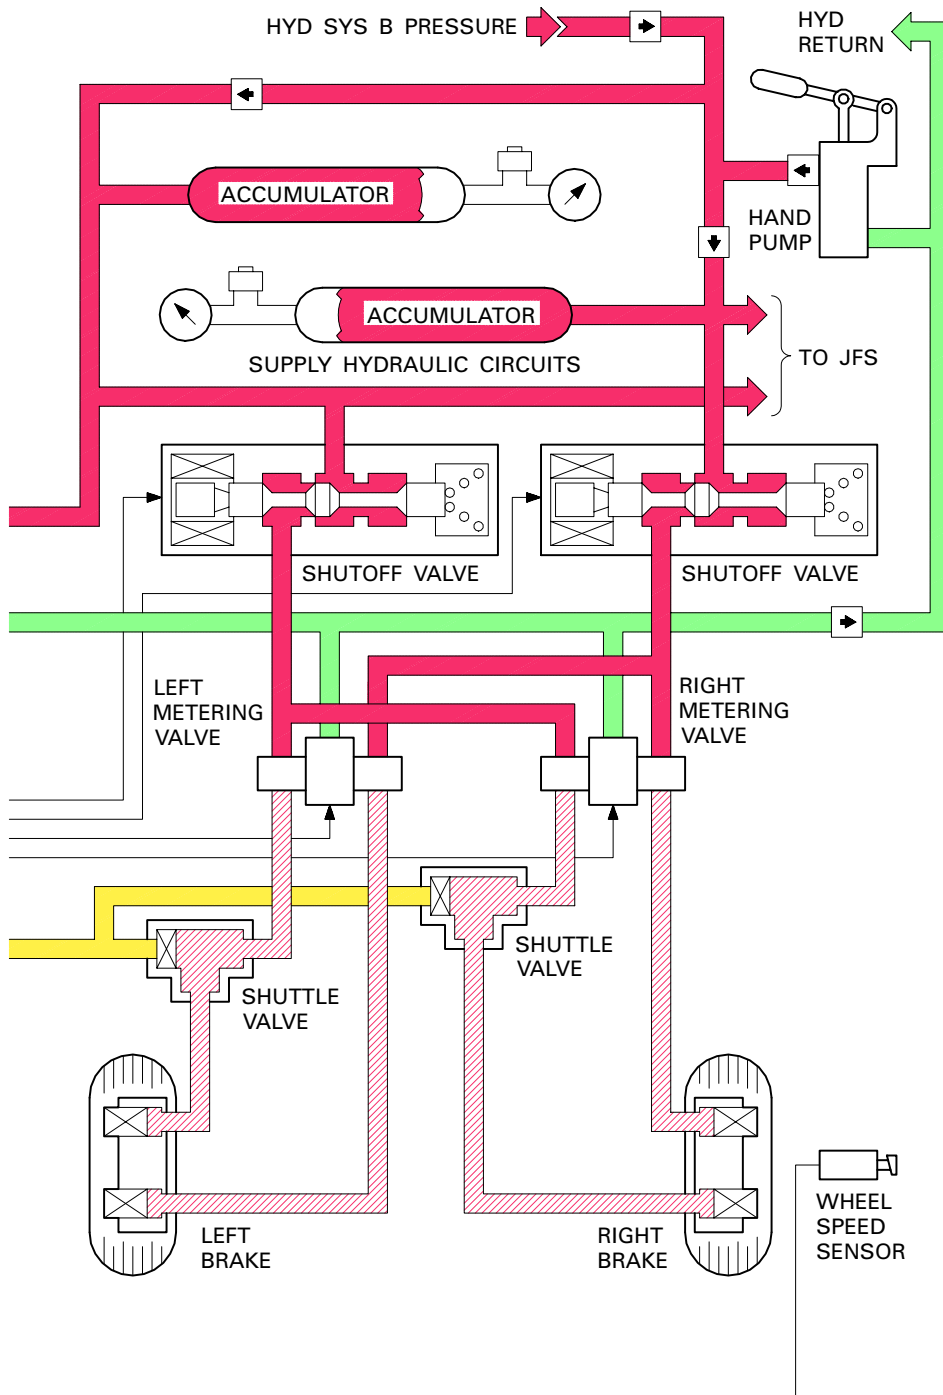 HYD SYS B PRESSURE
HYD
RETURN
ACCUMULATOR
HAND
PUMP
ACCUMULATOR
SUPPLY HYDRAULIC CIRCUITS
TO JFS
SHUTOFF VALVE
SHUTOFF VALVE
LEFT
METERING
VALVE
RIGHT
METERING
VALVE
SHUTTLE
VALVE
SHUTTLE
VALVE
LEFT
BRAKE
RIGHT
BRAKE
WHEEL
SPEED
SENSOR